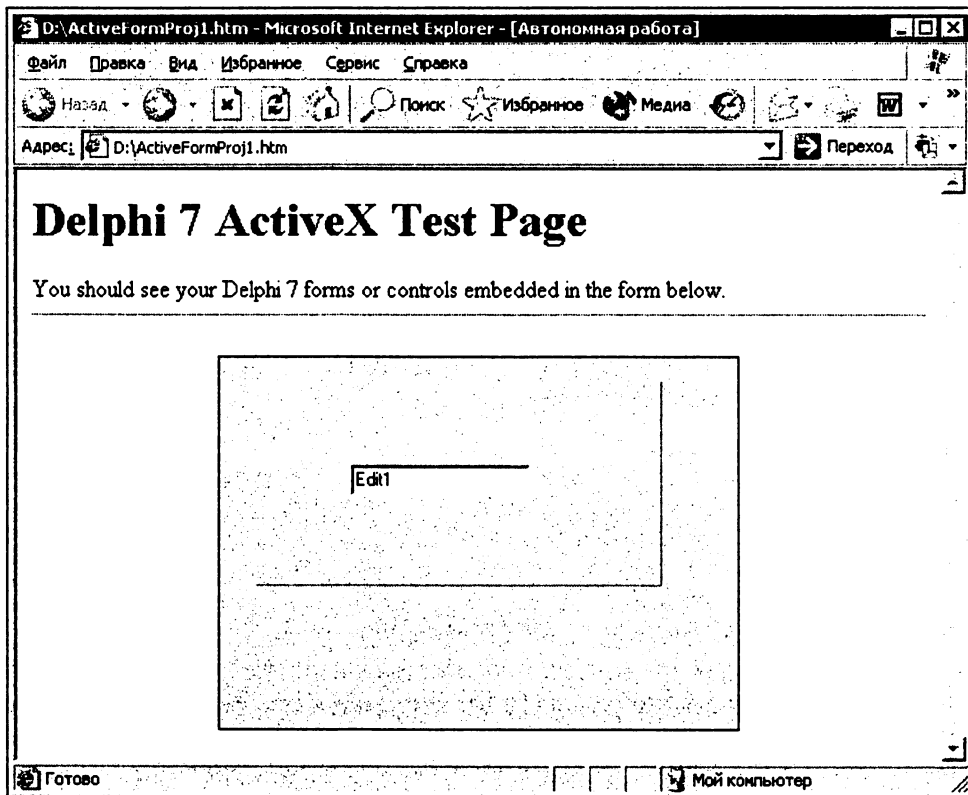 D:\ActiveFormProj1.htm - Microsoft Internet Explorer - [Автономная работа]
Файл Правка Вид Избранное Сервис Справка
Назад Поиск Избранное Медиа
Адрес: D:\ActiveFormProj1.htm Переход
Delphi 7 ActiveX Test Page
You should see your Delphi 7 forms or controls embedded in the form below.
Edit1
Готово Мой компьютер